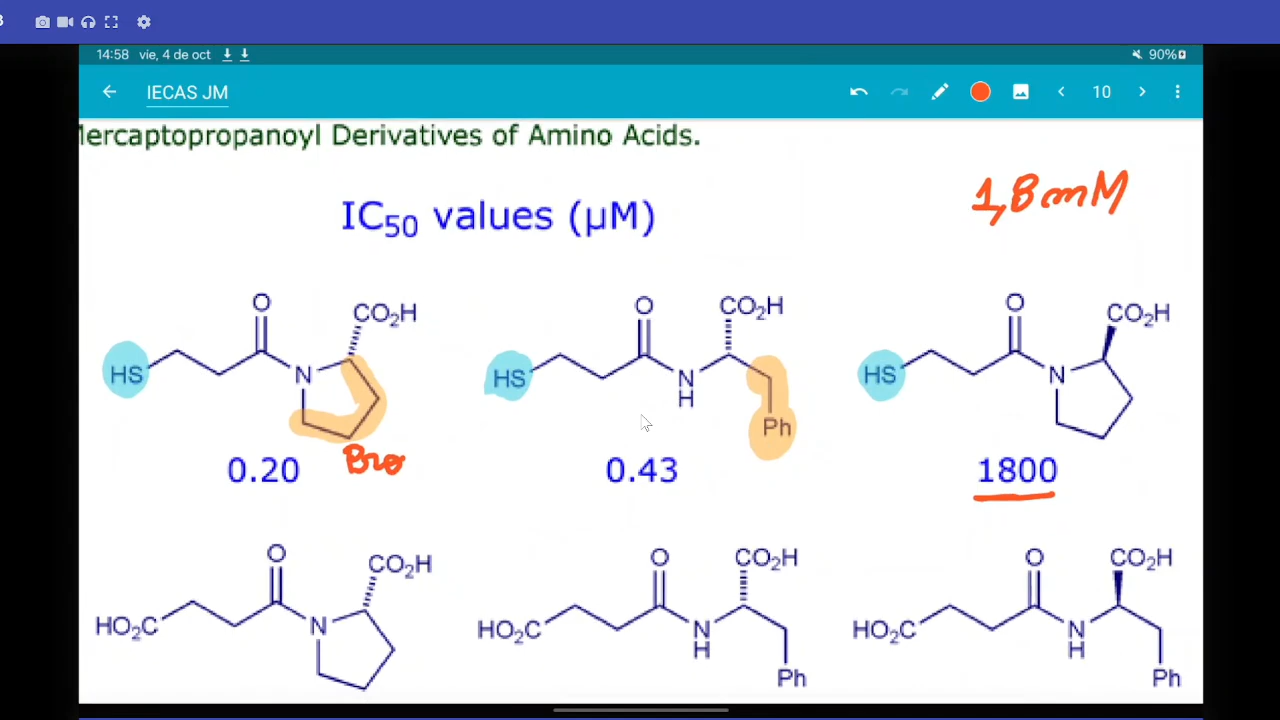 14:58 vie, 4 de oct 90%
IECAS JM 10
Mercaptopropanoyl Derivatives of Amino Acids.
1,8 mM
IC50 values (µM)
O CO2H O CO2H O CO2H
HS N HS N H Ph HS N
0.20 0.43 1800
O CO2H O CO2H O CO2H
HO2C N HO2C N H Ph HO2C N H Ph